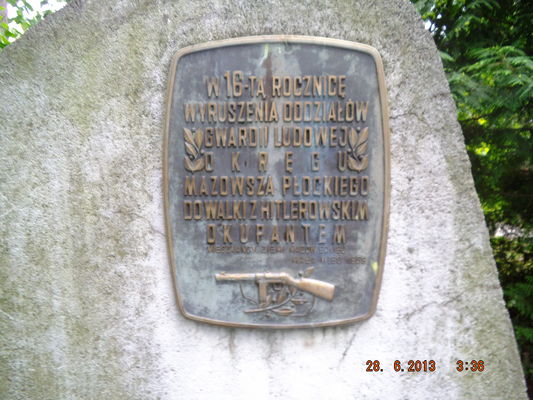 W 16-TĄ ROCZNICĘ
WYRUSZENIA ODDZIAŁÓW
GWARDII LUDOWEJ
OKRĘGU
MAZOWSZA PŁOCKIEGO
DO WALKI Z HITLEROWSKIM
OKUPANTEM
28. 6.2013 3:36